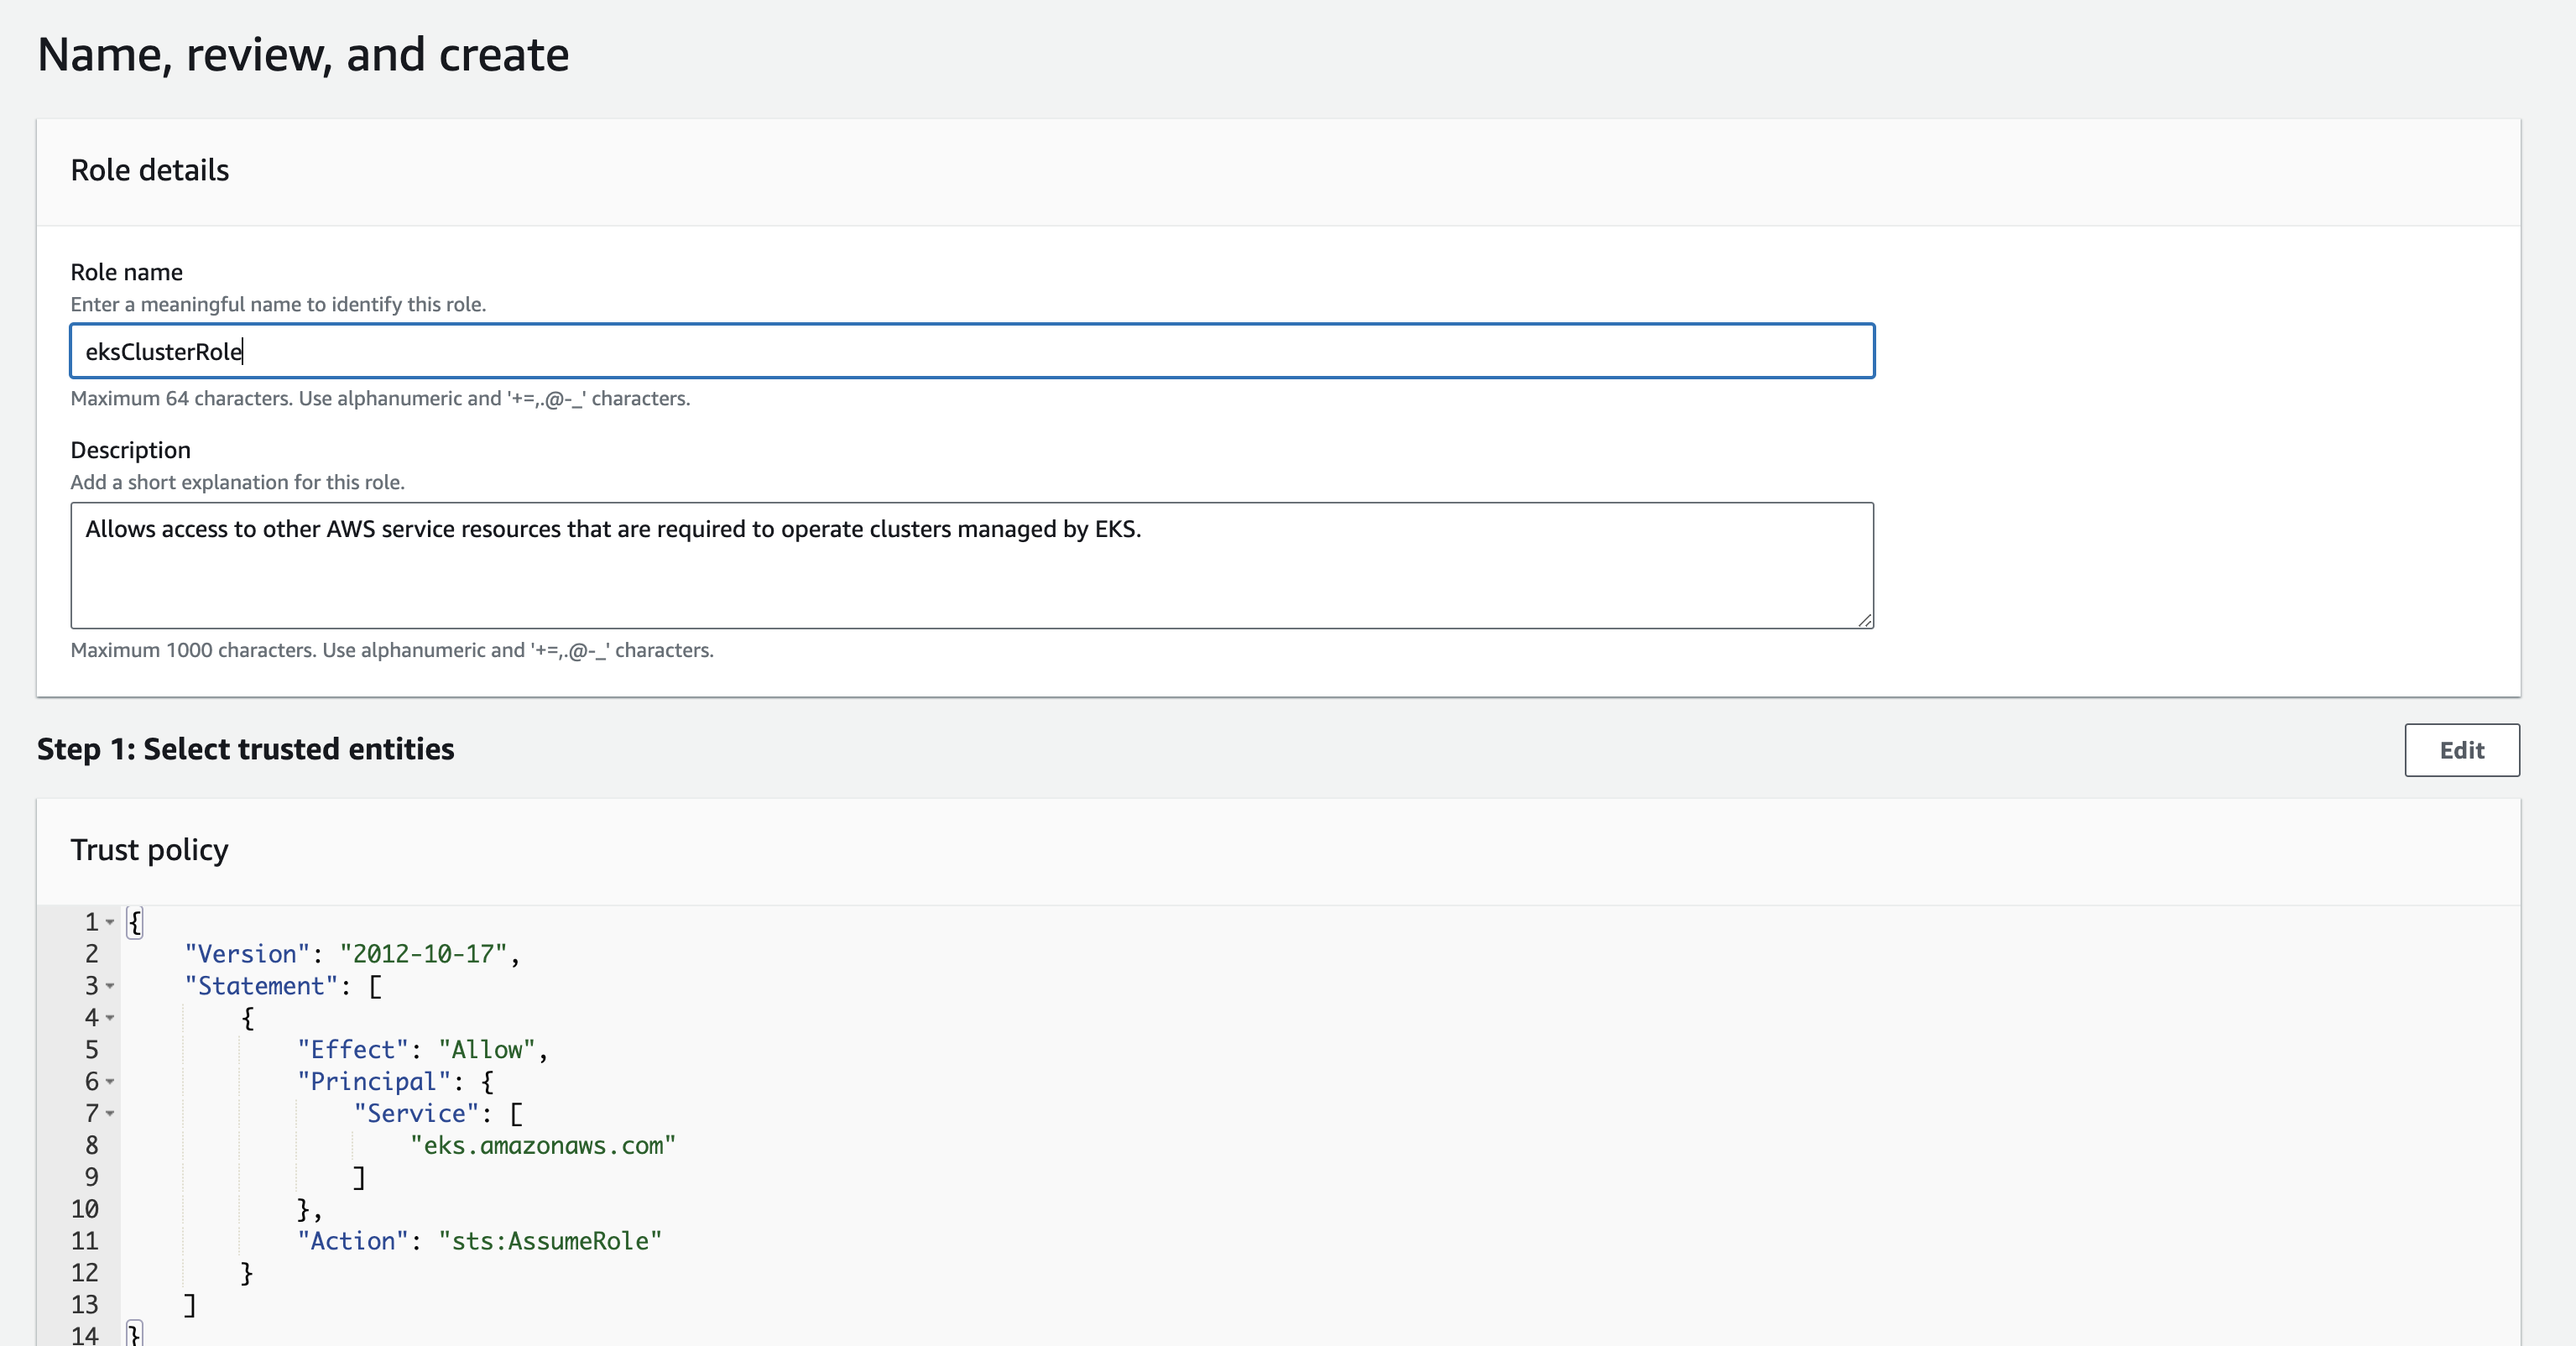 Name, review, and create
Role details
Role name
Enter a meaningful name to identify this role.
eksClusterRole
Maximum 64 characters. Use alphanumeric and '+=,.@-_' characters.
Description
Add a short explanation for this role.
Allows access to other AWS service resources that are required to operate clusters managed by EKS.
Maximum 1000 characters. Use alphanumeric and '+=,.@-_' characters.
Step 1: Select trusted entities
Edit
Trust policy
1 {
2     "Version": "2012-10-17",
3     "Statement": [
4         {
5             "Effect": "Allow",
6             "Principal": {
7                 "Service": [
8                     "eks.amazonaws.com"
9                 ]
10             },
11             "Action": "sts:AssumeRole"
12         }
13     ]
14 }